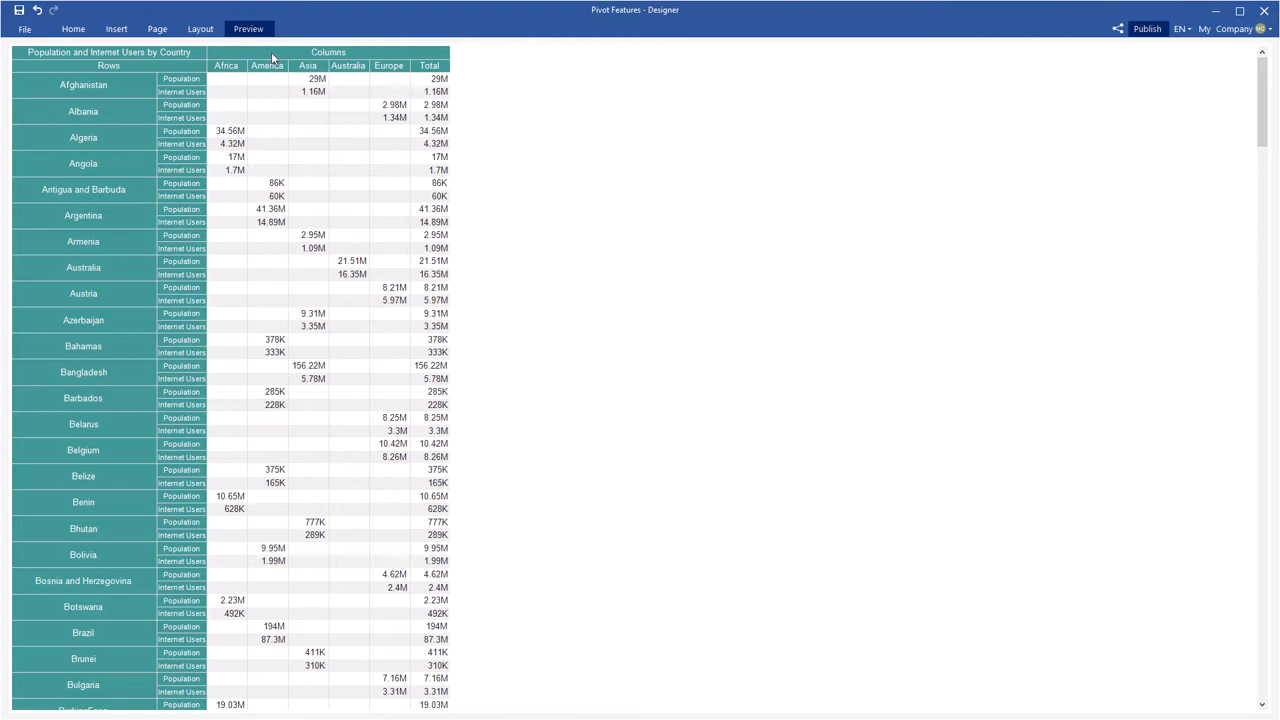 Pivot Features - Designer
File Home Insert Page Layout Preview Publish EN My Company
Population and Internet Users by Country Columns
Rows Africa America Asia Australia Europe Total
Afghanistan Population 29M 29M
Internet Users 1.16M 1.16M
Albania Population 2.98M 2.98M
Internet Users 1.34M 1.34M
Algeria Population 34.56M 34.56M
Internet Users 4.32M 4.32M
Angola Population 17M 17M
Internet Users 1.7M 1.7M
Antigua and Barbuda Population 86K 86K
Internet Users 60K 60K
Argentina Population 41.36M 41.36M
Internet Users 14.89M 14.89M
Armenia Population 2.95M 2.95M
Internet Users 1.09M 1.09M
Australia Population 21.51M 21.51M
Internet Users 16.35M 16.35M
Austria Population 8.21M 8.21M
Internet Users 5.97M 5.97M
Azerbaijan Population 9.31M 9.31M
Internet Users 3.35M 3.35M
Bahamas Population 378K 378K
Internet Users 333K 333K
Bangladesh Population 156.22M 156.22M
Internet Users 5.78M 5.78M
Barbados Population 285K 285K
Internet Users 228K 228K
Belarus Population 8.25M 8.25M
Internet Users 3.3M 3.3M
Belgium Population 10.42M 10.42M
Internet Users 8.26M 8.26M
Belize Population 375K 375K
Internet Users 165K 165K
Benin Population 10.65M 10.65M
Internet Users 628K 628K
Bhutan Population 777K 777K
Internet Users 289K 289K
Bolivia Population 9.95M 9.95M
Internet Users 1.99M 1.99M
Bosnia and Herzegovina Population 4.62M 4.62M
Internet Users 2.4M 2.4M
Botswana Population 2.23M 2.23M
Internet Users 492K 492K
Brazil Population 194M 194M
Internet Users 87.3M 87.3M
Brunei Population 411K 411K
Internet Users 310K 310K
Bulgaria Population 7.16M 7.16M
Internet Users 3.31M 3.31M
Population 19.03M 19.03M